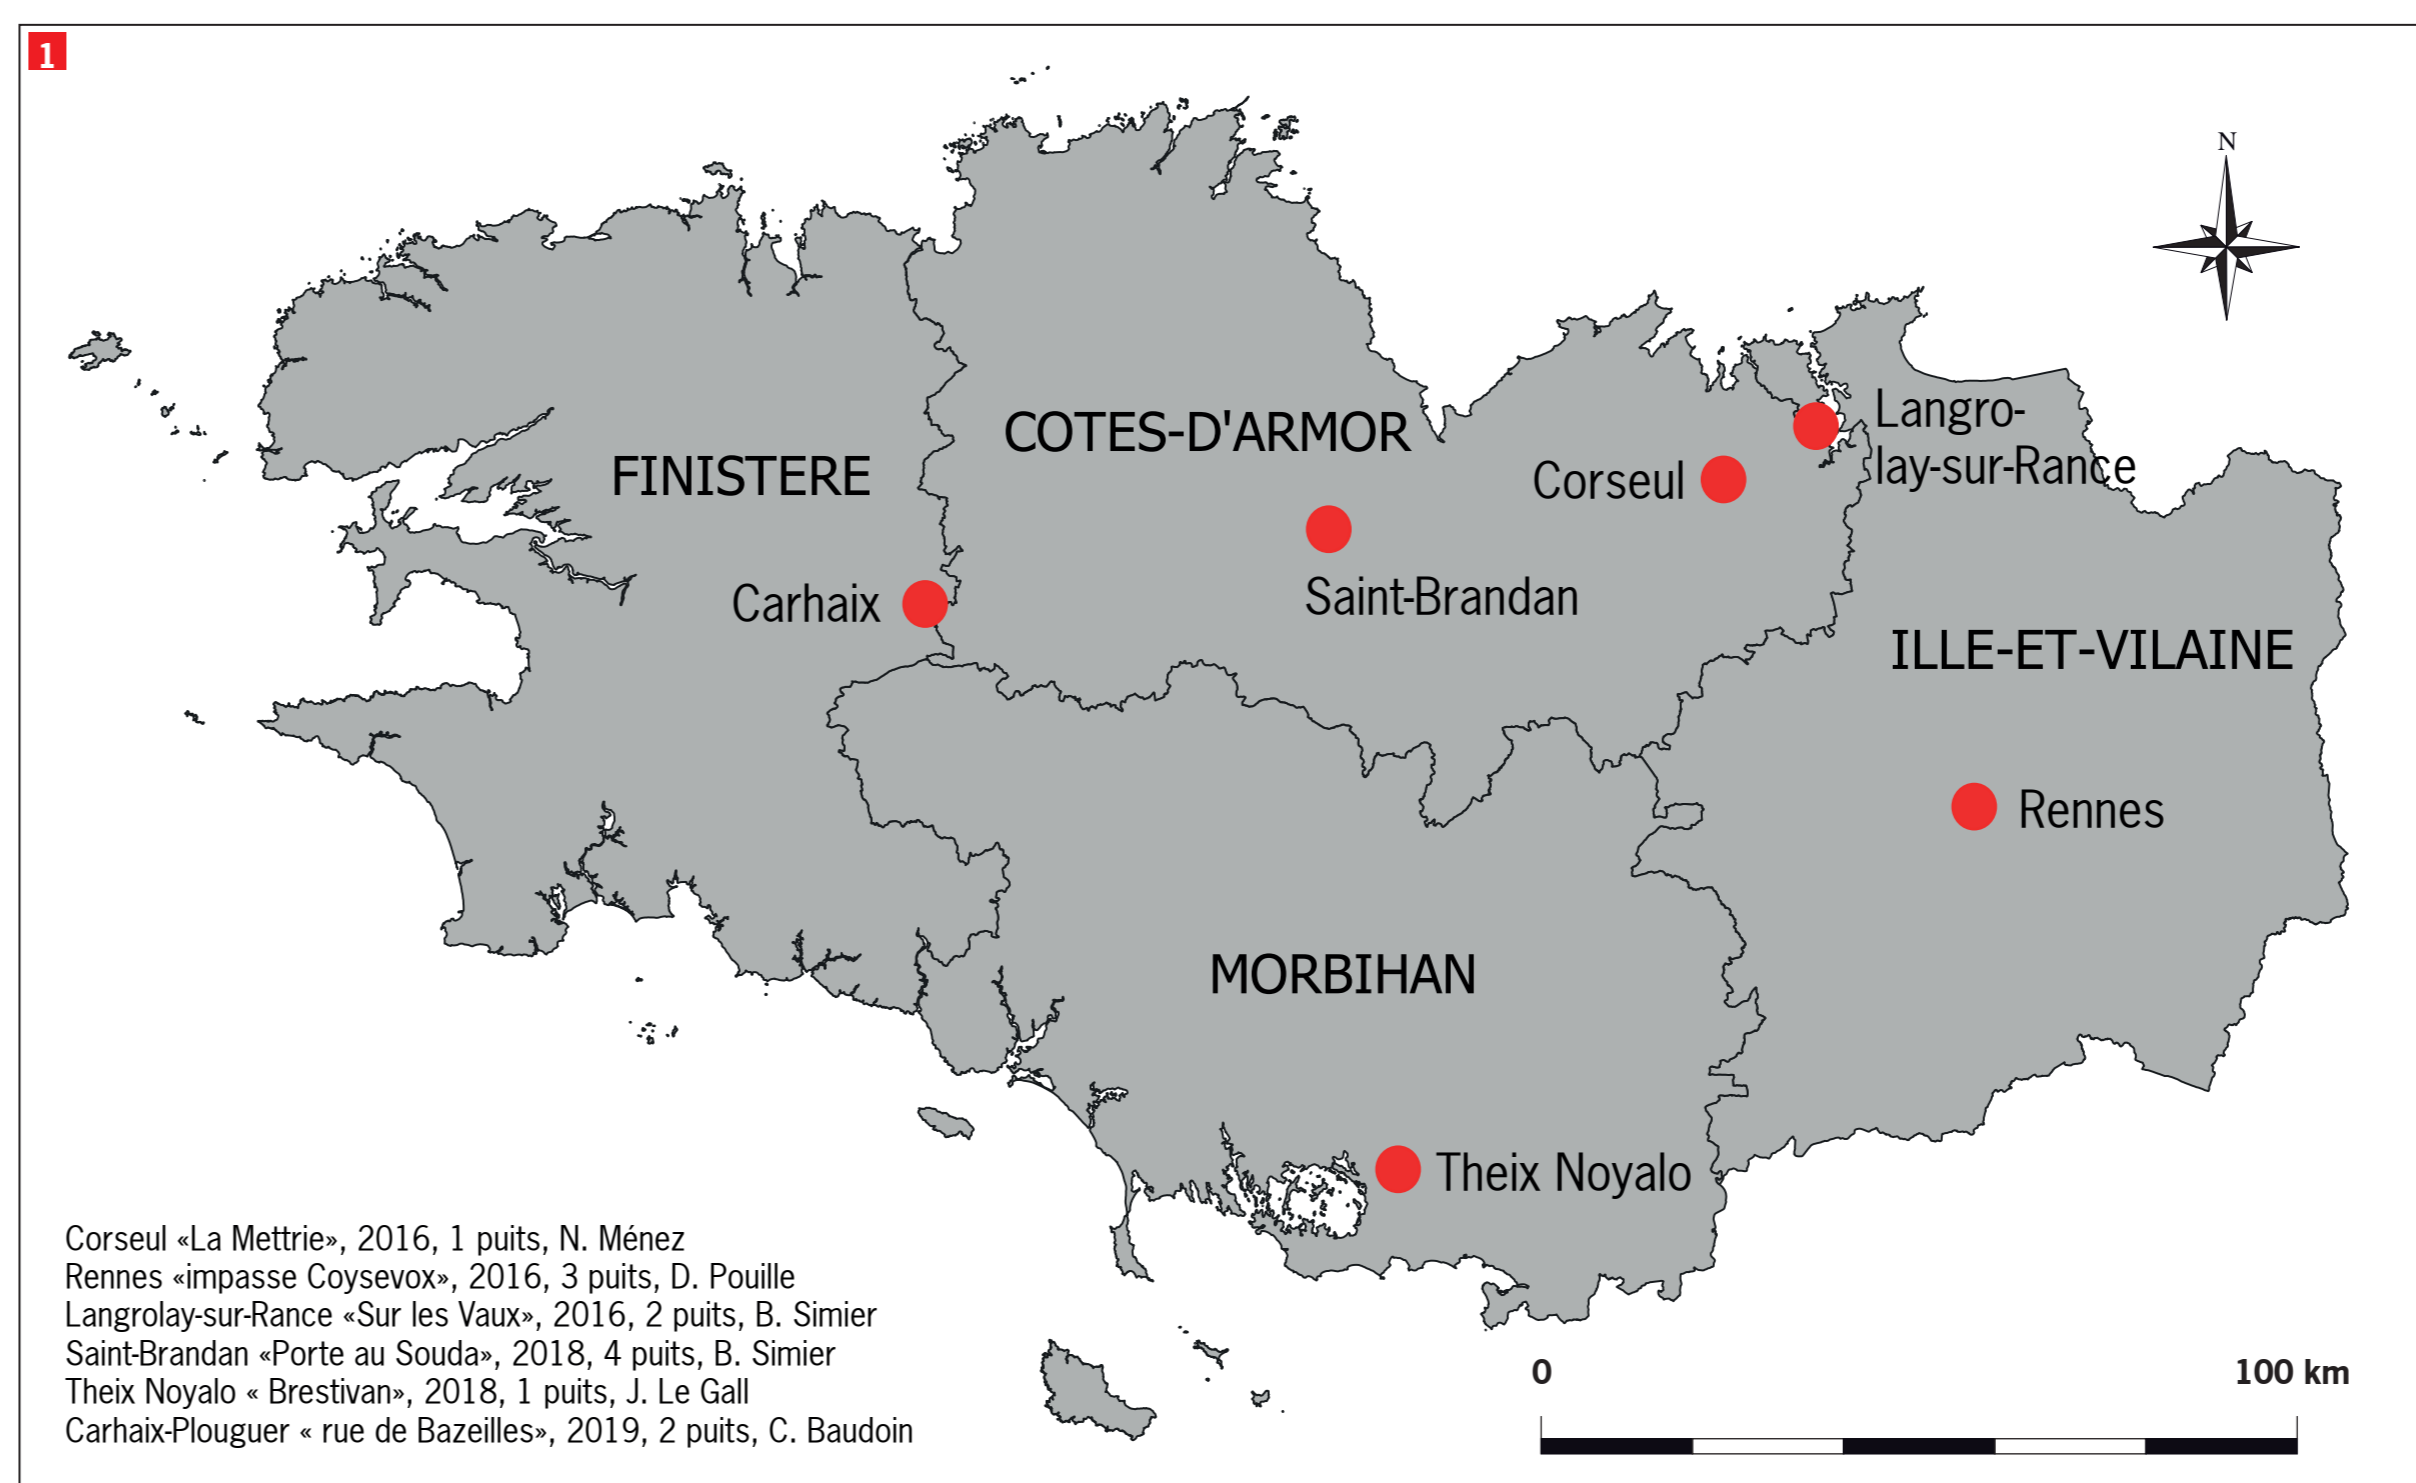 1
N
COTES-D'ARMOR
Langro-
lay-sur-Rance
FINISTERE
Corseul
Carhaix
Saint-Brandan
ILLE-ET-VILAINE
Rennes
MORBIHAN
Theix Noyalo
Corseul «La Mettrie», 2016, 1 puits, N. Ménez
Rennes «impasse Coysevox», 2016, 3 puits, D. Pouille
Langrolay-sur-Rance «Sur les Vaux», 2016, 2 puits, B. Simier
Saint-Brandan «Porte au Souda», 2018, 4 puits, B. Simier
Theix Noyalo « Brestivan», 2018, 1 puits, J. Le Gall
Carhaix-Plouguer « rue de Bazeilles», 2019, 2 puits, C. Baudoin
0 100 km